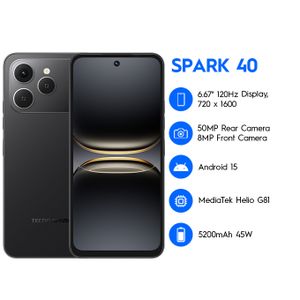 SPARK 40
6.67" 120Hz Display,
720 x 1600
50MP Rear Camera
8MP Front Camera
Android 15
MediaTek Helio G81
5200mAh 45W
TECNO